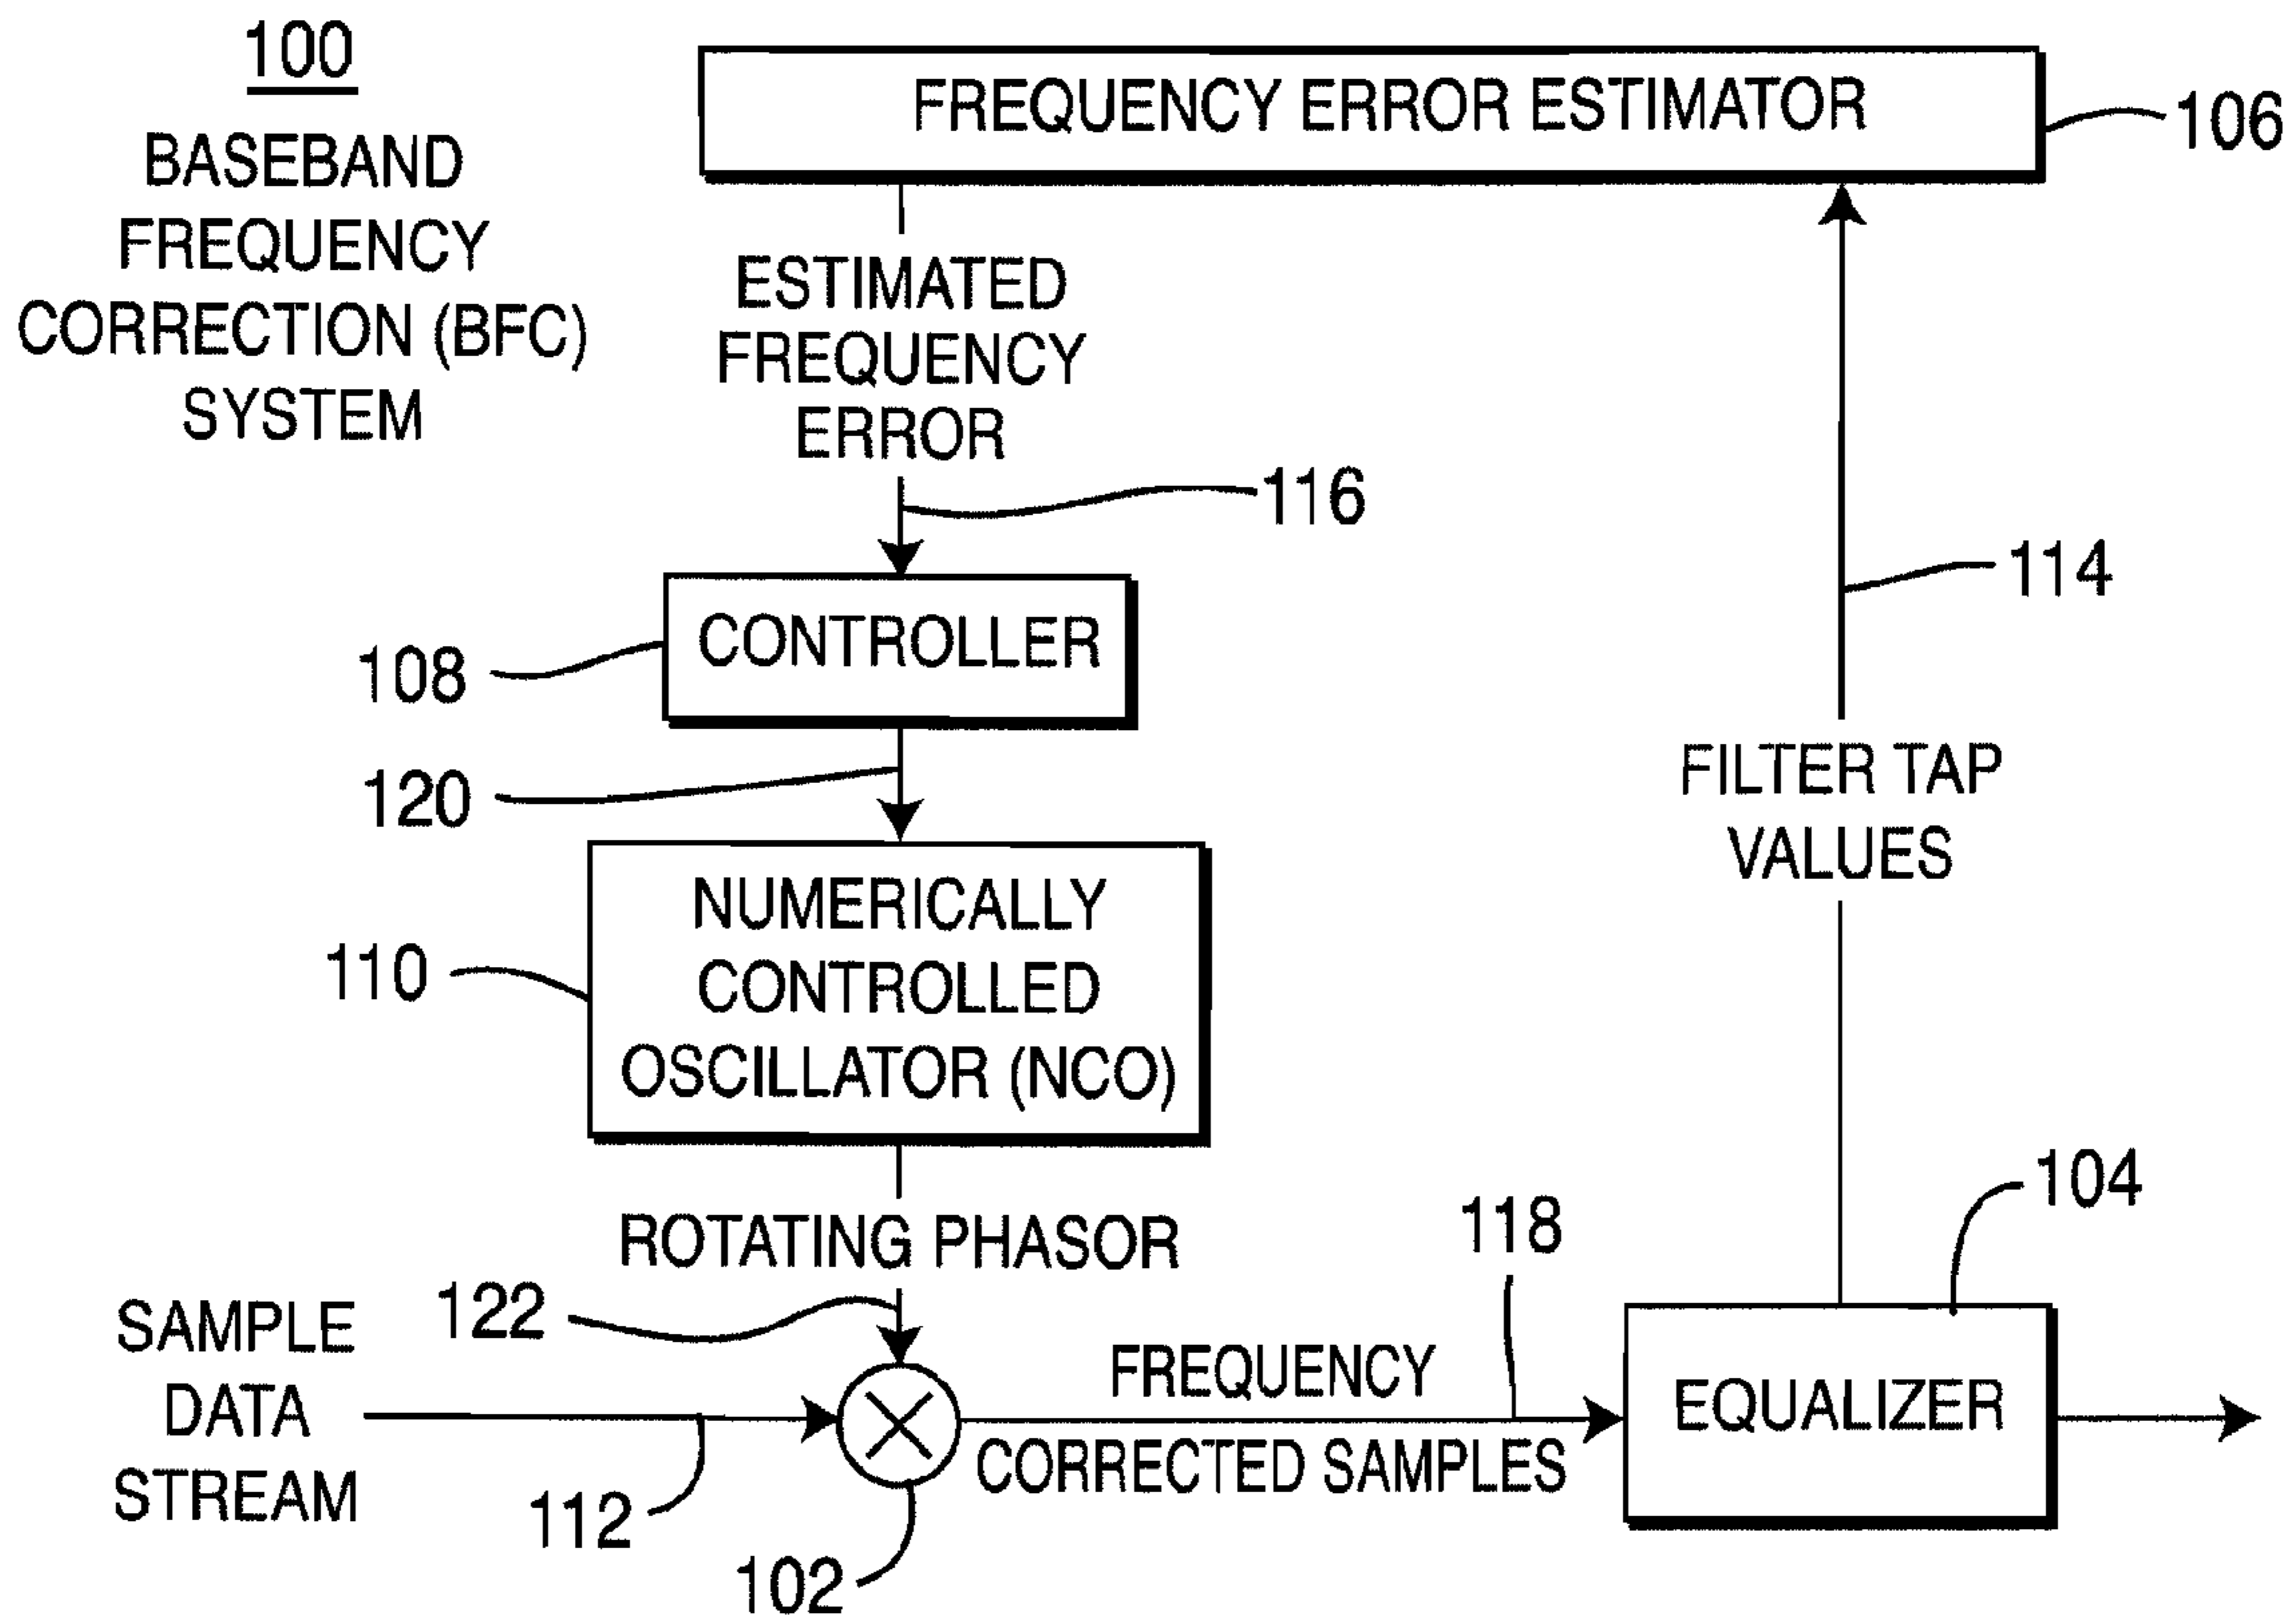 100
BASEBAND
FREQUENCY
CORRECTION (BFC)
SYSTEM
FREQUENCY ERROR ESTIMATOR
106
ESTIMATED
FREQUENCY
ERROR
116
114
CONTROLLER
108
120
FILTER TAP
VALUES
NUMERICALLY
CONTROLLED
OSCILLATOR (NCO)
110
ROTATING PHASOR
122
118
104
SAMPLE
DATA
STREAM
112
102
FREQUENCY
CORRECTED SAMPLES
EQUALIZER